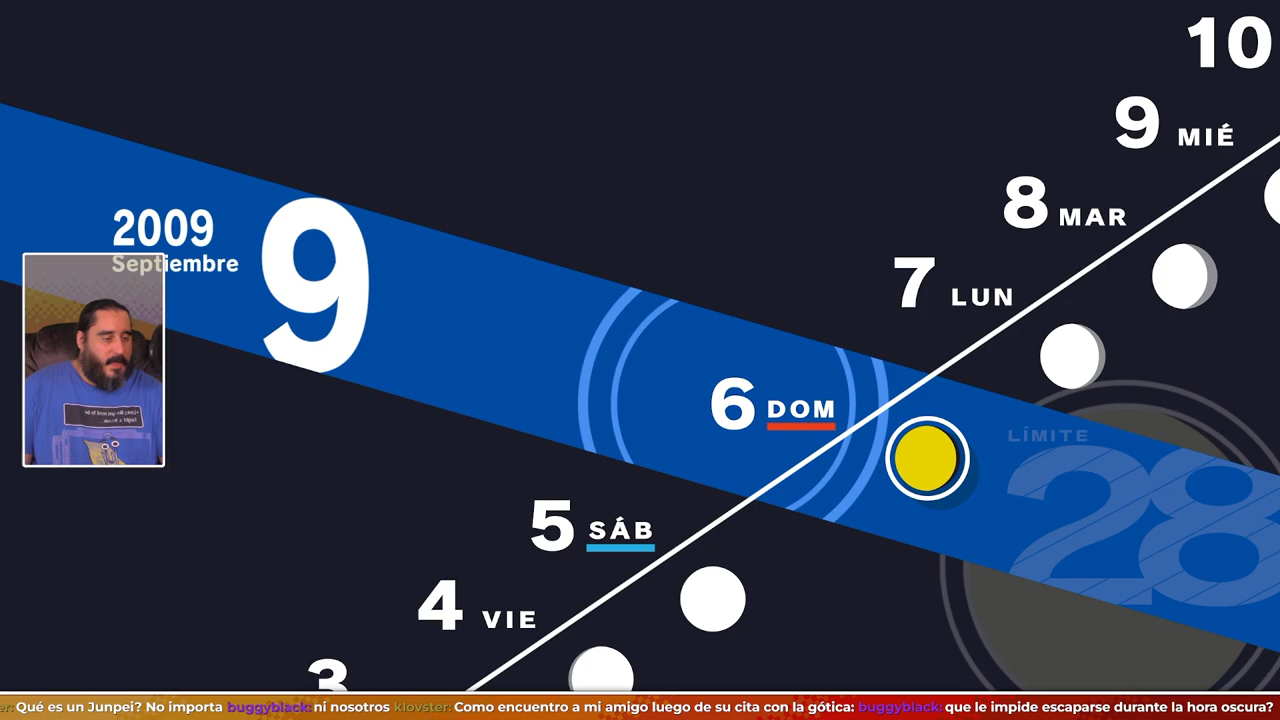 10
9 MIÉ
8 MAR
2009
Septiembre
9
7 LUN
6 DOM
LÍMITE
28
5 SÁB
4 VIE
3
Qué es un Junpei? No importa buggyblack: ni nosotros klovster: Como encuentro a mi amigo luego de su cita con la gótica: buggyblack: que le impide escaparse durante la hora oscura?